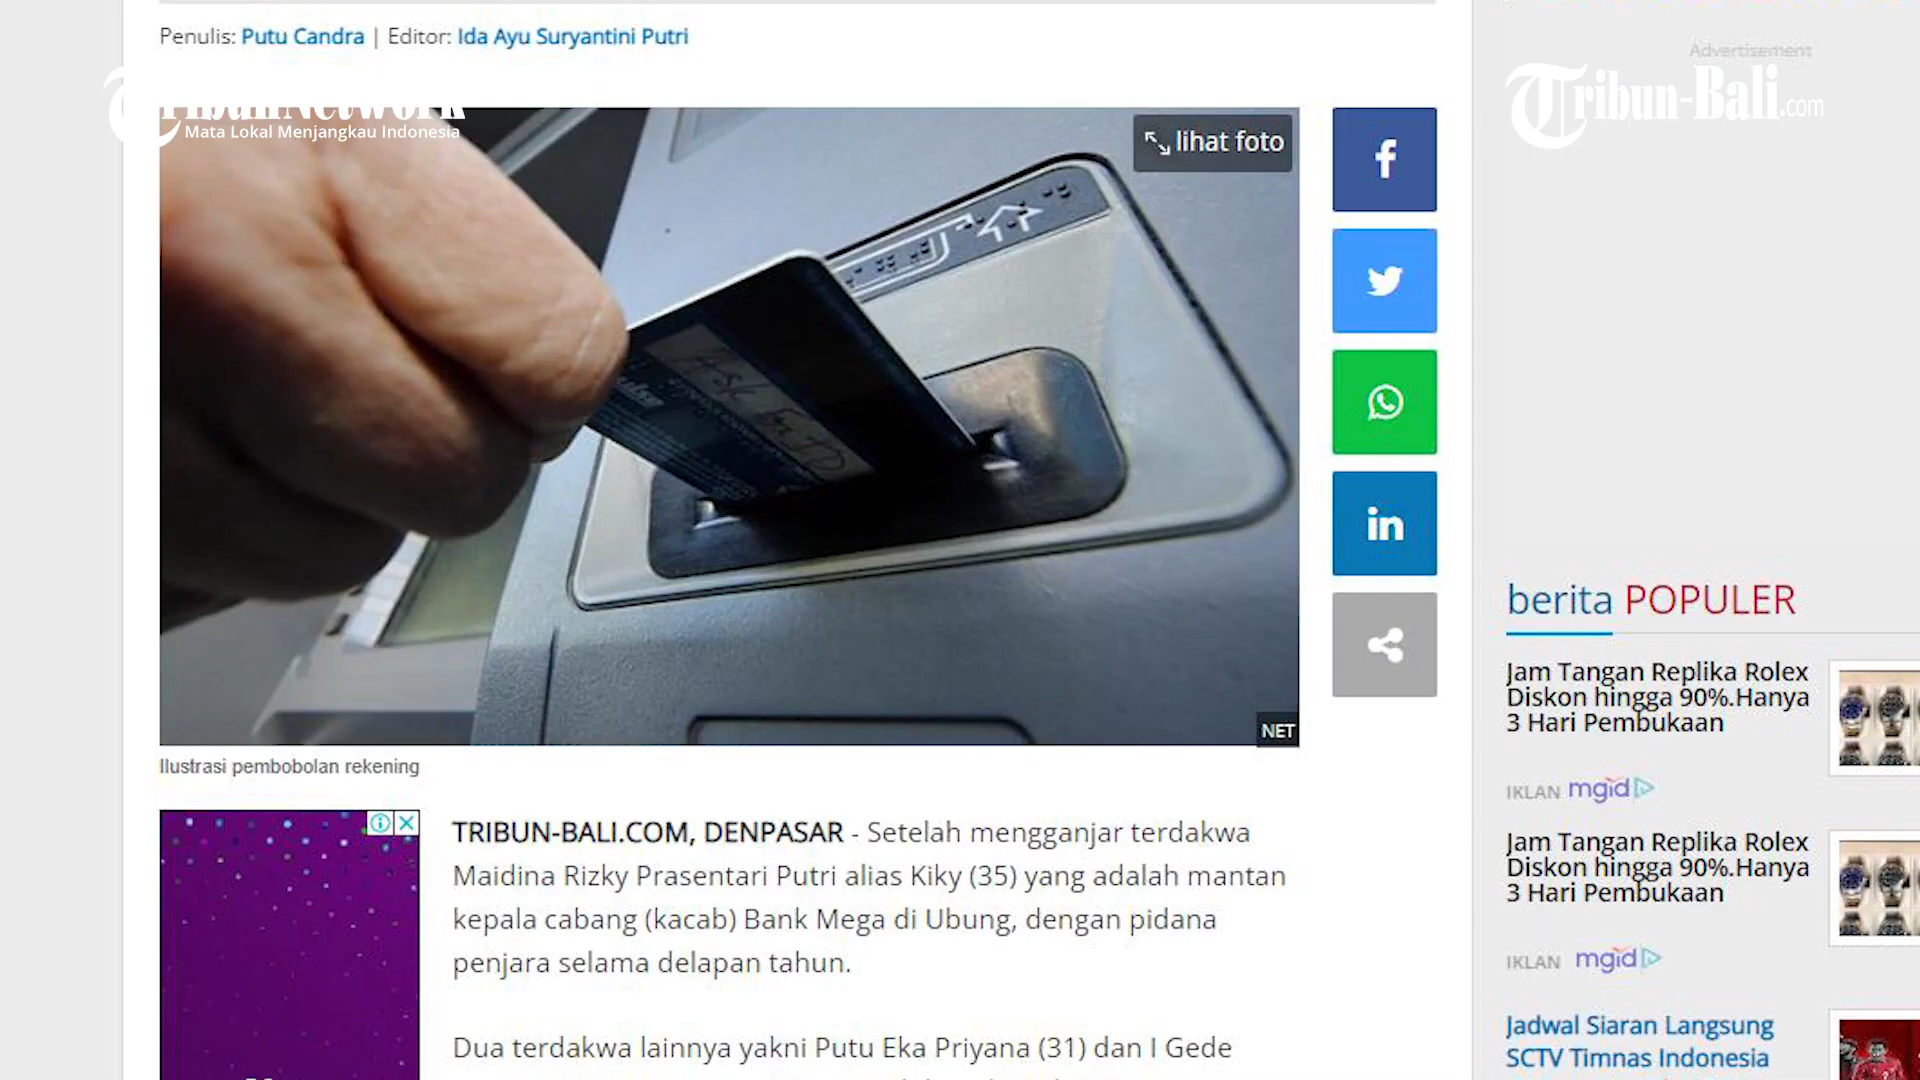 Penulis: Putu Candra | Editor: Ida Ayu Suryantini Putri
Advertisement
TribunNetwork
Mata Lokal Menjangkau Indonesia
Tribun-Bali.com
lihat foto
Ask For ID
NET
Ilustrasi pembobolan rekening
TRIBUN-BALI.COM, DENPASAR - Setelah mengganjar terdakwa
Maidina Rizky Prasentari Putri alias Kiky (35) yang adalah mantan
kepala cabang (kacab) Bank Mega di Ubung, dengan pidana
penjara selama delapan tahun.
Dua terdakwa lainnya yakni Putu Eka Priyana (31) dan I Gede
berita POPULER
Jam Tangan Replika Rolex
Diskon hingga 90%.Hanya
3 Hari Pembukaan
IKLAN mgid
Jam Tangan Replika Rolex
Diskon hingga 90%.Hanya
3 Hari Pembukaan
IKLAN mgid
Jadwal Siaran Langsung
SCTV Timnas Indonesia